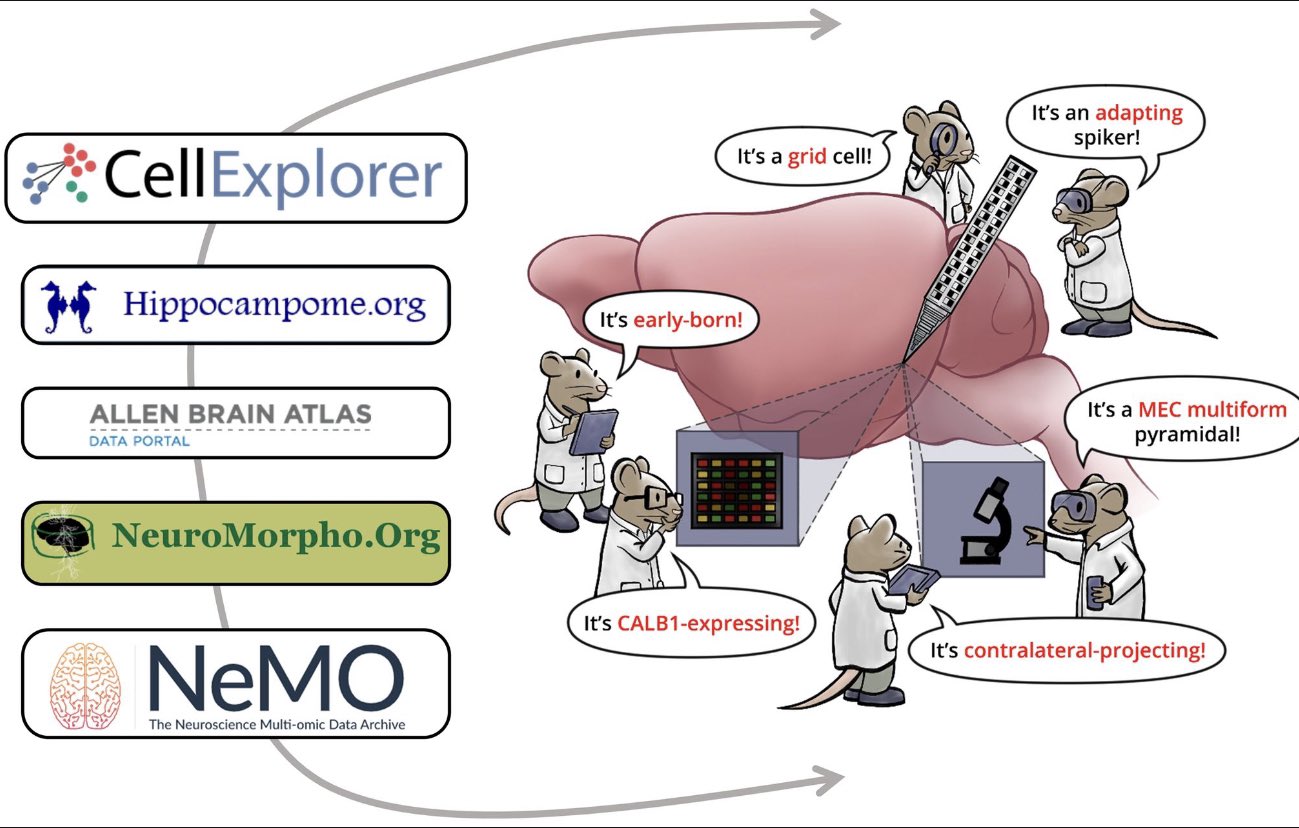 CellExplorer
Hippocampome.org
ALLEN BRAIN ATLAS
DATA PORTAL
NeuroMorpho.Org
NeMO
The Neuroscience Multi-omic Data Archive
It's a grid cell!
It's an adapting
spiker!
It's early-born!
It's a MEC multiform
pyramidal!
It's CALB1-expressing!
It's contralateral-projecting!